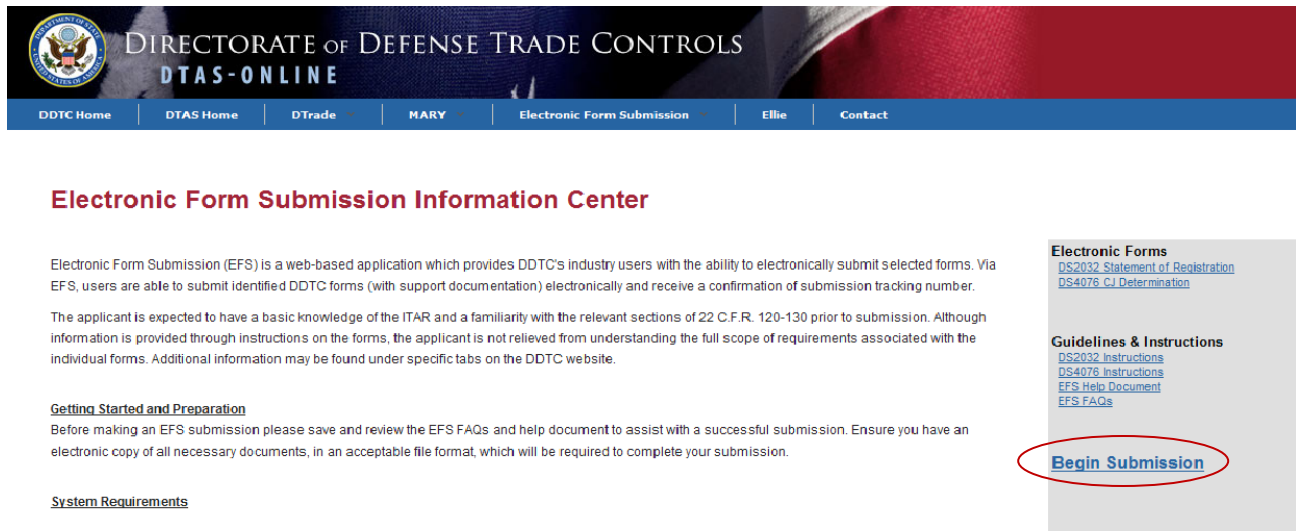 DIRECTORATE OF DEFENSE TRADE CONTROLS
DTAS-ONLINE
DDTC Home DTAS Home DTrade MARY Electronic Form Submission Ellie Contact
Electronic Form Submission Information Center
Electronic Form Submission (EFS) is a web-based application which provides DDTC's industry users with the ability to electronically submit selected forms. Via
EFS, users are able to submit identified DDTC forms (with support documentation) electronically and receive a confirmation of submission tracking number.
The applicant is expected to have a basic knowledge of the ITAR and a familiarity with the relevant sections of 22 C.F.R. 120-130 prior to submission. Although
information is provided through instructions on the forms, the applicant is not relieved from understanding the full scope of requirements associated with the
individual forms. Additional information may be found under specific tabs on the DDTC website.
Getting Started and Preparation
Before making an EFS submission please save and review the EFS FAQs and help document to assist with a successful submission. Ensure you have an
electronic copy of all necessary documents, in an acceptable file format, which will be required to complete your submission.
System Requirements
Electronic Forms
DS2032 Statement of Registration
DS4076 CJ Determination
Guidelines & Instructions
DS2032 Instructions
DS4076 Instructions
EFS Help Document
EFS FAQs
Begin Submission